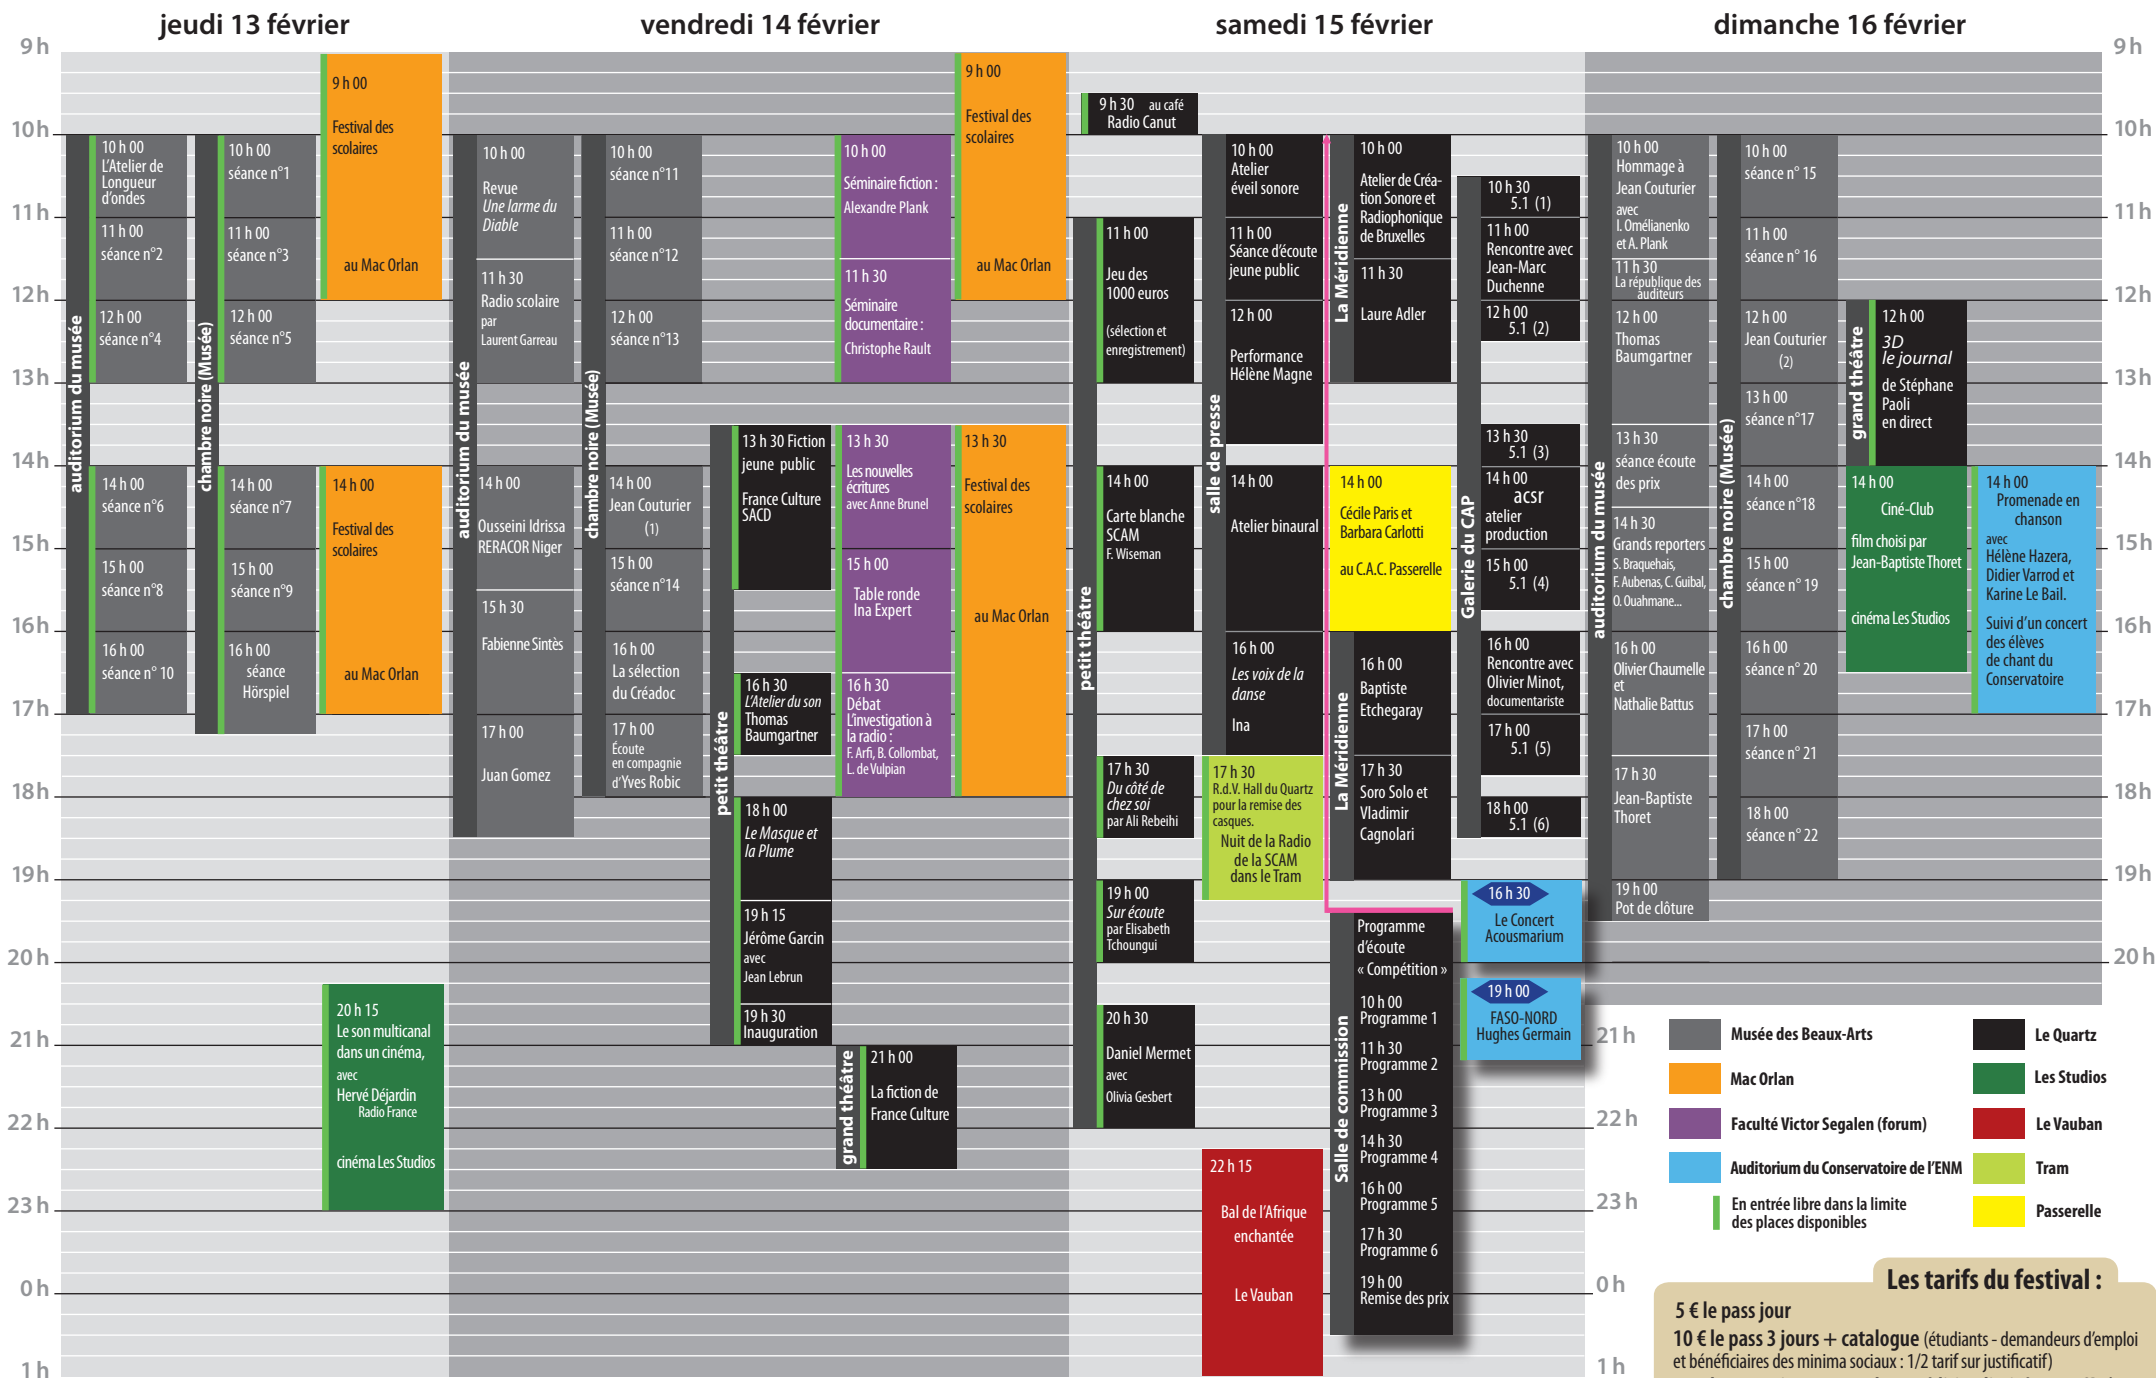 jeudi 13 février
vendredi 14 février
samedi 15 février
dimanche 16 février
9 h
10 h
11 h
12 h
13 h
14 h
15 h
16 h
17 h
18 h
19 h
20 h
21 h
22 h
23 h
0 h
1 h
auditorium du musée
10 h 00
L'Atelier de
Longueur
d'ondes
11 h 00
séance n°2
12 h 00
séance n°4
14 h 00
séance n°6
15 h 00
séance n°8
16 h 00
séance n° 10
chambre noire (Musée)
10 h 00
séance n°1
11 h 00
séance n°3
12 h 00
séance n°5
14 h 00
séance n°7
15 h 00
séance n°9
16 h 00
séance
Hörspiel
9 h 00
Festival des
scolaires
au Mac Orlan
14 h 00
Festival des
scolaires
au Mac Orlan
20 h 15
Le son multicanal
dans un cinéma,
avec
Hervé Déjardin
Radio France
cinéma Les Studios
auditorium du musée
10 h 00
Revue
Une larme du
Diable
11 h 30
Radio scolaire
par
Laurent Garreau
14 h 00
Ousseini Idrissa
RERACOR Niger
15 h 30
Fabienne Sintès
17 h 00
Juan Gomez
chambre noire (Musée)
10 h 00
séance n°11
11 h 00
séance n°12
12 h 00
séance n°13
14 h 00
Jean Couturier
(1)
15 h 00
séance n°14
16 h 00
La sélection
du Créadoc
17 h 00
Écoute
en compagnie
d'Yves Robic
petit théâtre
13 h 30 Fiction
jeune public
France Culture
SACD
16 h 30
L'Atelier du son
Thomas
Baumgartner
18 h 00
Le Masque et
la Plume
19 h 15
Jérôme Garcin
avec
Jean Lebrun
19 h 30
Inauguration
10 h 00
Séminaire fiction :
Alexandre Plank
11 h 30
Séminaire
documentaire :
Christophe Rault
13 h 30
Les nouvelles
écritures
avec Anne Brunel
15 h 00
Table ronde
Ina Expert
16 h 30
Débat
L'investigation à
la radio :
F. Arfi, B. Collombat,
L. de Vulpian
grand théâtre
21 h 00
La fiction de
France Culture
9 h 00
Festival des
scolaires
au Mac Orlan
13 h 30
Festival des
scolaires
au Mac Orlan
9 h 30 au café
Radio Canut
petit théâtre
11 h 00
Jeu des
1000 euros
(sélection et
enregistrement)
14 h 00
Carte blanche
SCAM
F. Wiseman
17 h 30
Du côté de
chez soi
par Ali Rebeihi
19 h 00
Sur écoute
par Elisabeth
Tchoungui
20 h 30
Daniel Mermet
avec
Olivia Gesbert
salle de presse
10 h 00
Atelier
éveil sonore
11 h 00
Séance d'écoute
jeune public
12 h 00
Performance
Hélène Magne
14 h 00
Atelier binaural
16 h 00
Les voix de la
danse
Ina
17 h 30
R.d.V. Hall du Quartz
pour la remise des
casques.
Nuit de la Radio
de la SCAM
dans le Tram
22 h 15
Bal de l'Afrique
enchantée
Le Vauban
La Méridienne
10 h 00
Atelier de Créa-
tion Sonore et
Radiophonique
de Bruxelles
11 h 30
Laure Adler
14 h 00
Cécile Paris et
Barbara Carlotti
au C.A.C. Passerelle
La Méridienne
16 h 00
Baptiste
Etchegaray
17 h 30
Soro Solo et
Vladimir
Cagnolari
Salle de commission
Programme
d'écoute
« Compétition »
10 h 00
Programme 1
11 h 30
Programme 2
13 h 00
Programme 3
14 h 30
Programme 4
16 h 00
Programme 5
17 h 30
Programme 6
19 h 00
Remise des prix
Galerie du CAP
10 h 30
5.1 (1)
11 h 00
Rencontre avec
Jean-Marc
Duchenne
12 h 00
5.1 (2)
13 h 30
5.1 (3)
14 h 00
acsr
atelier
production
15 h 00
5.1 (4)
16 h 00
Rencontre avec
Olivier Minot,
documentariste
17 h 00
5.1 (5)
18 h 00
5.1 (6)
16 h 30
Le Concert
Acousmarium
19 h 00
FASO-NORD
Hughes Germain
auditorium du musée
10 h 00
Hommage à
Jean Couturier
avec
I. Omélianenko
et A. Plank
11 h 30
La république des
auditeurs
12 h 00
Thomas
Baumgartner
13 h 30
séance écoute
des prix
14 h 30
Grands reporters
S. Braquehais,
F. Aubenas, C. Guibal,
O. Ouahmane...
16 h 00
Olivier Chaumelle
et
Nathalie Battus
17 h 30
Jean-Baptiste
Thoret
19 h 00
Pot de clôture
chambre noire (Musée)
10 h 00
séance n° 15
11 h 00
séance n° 16
12 h 00
Jean Couturier
(2)
13 h 00
séance n°17
14 h 00
séance n°18
15 h 00
séance n° 19
16 h 00
séance n° 20
17 h 00
séance n° 21
18 h 00
séance n° 22
grand théâtre
12 h 00
3D
le journal
de Stéphane
Paoli
en direct
14 h 00
Ciné-Club
film choisi par
Jean-Baptiste Thoret
cinéma Les Studios
14 h 00
Promenade en
chanson
avec
Hélène Hazera,
Didier Varrod et
Karine Le Bail.
Suivi d'un concert
des élèves
de chant du
Conservatoire
9 h
10 h
11 h
12 h
13 h
14 h
15 h
16 h
17 h
18 h
19 h
20 h
21 h
22 h
23 h
0 h
1 h
Musée des Beaux-Arts
Mac Orlan
Faculté Victor Segalen (forum)
Auditorium du Conservatoire de l'ENM
En entrée libre dans la limite
des places disponibles
Le Quartz
Les Studios
Le Vauban
Tram
Passerelle
Les tarifs du festival :
5 € le pass jour
10 € le pass 3 jours + catalogue (étudiants - demandeurs d'emploi
et bénéficiaires des minima sociaux : 1/2 tarif sur justificatif)